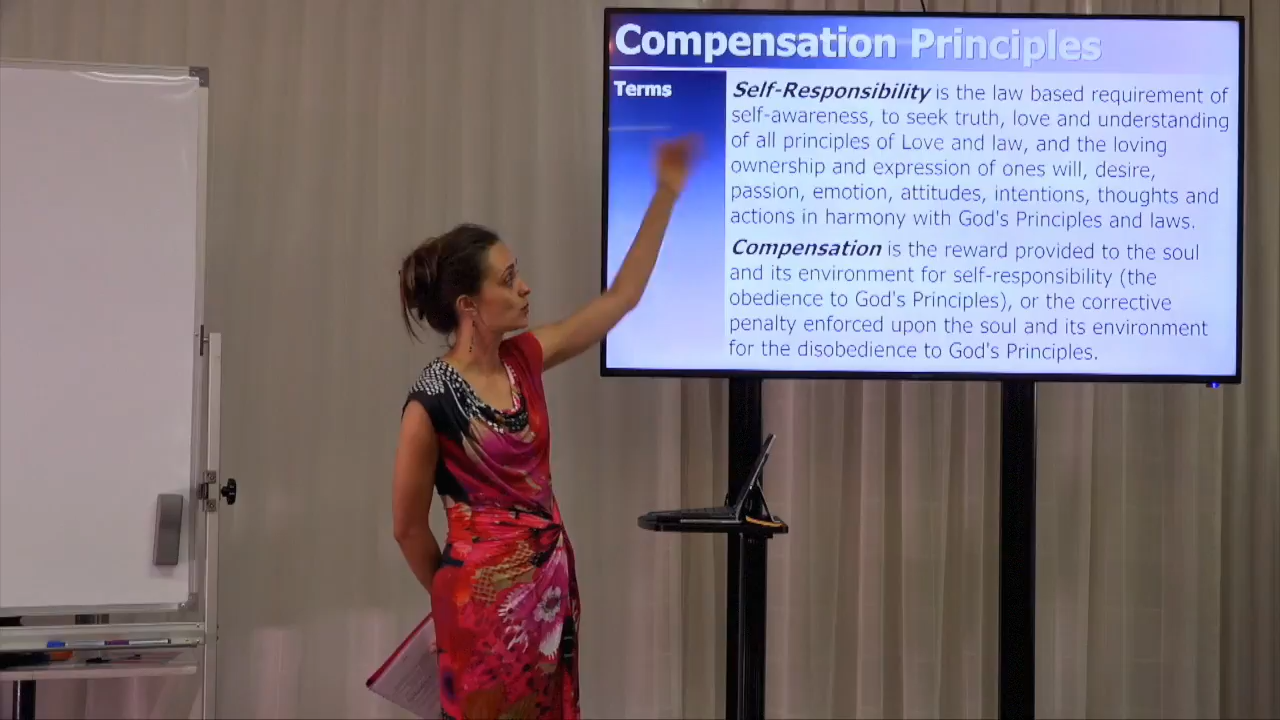 Compensation Principles
Terms
Self-Responsibility is the law based requirement of
self-awareness, to seek truth, love and understanding
of all principles of Love and law, and the loving
ownership and expression of ones will, desire,
passion, emotion, attitudes, intentions, thoughts and
actions in harmony with God's Principles and laws.
Compensation is the reward provided to the soul
and its environment for self-responsibility (the
obedience to God's Principles), or the corrective
penalty enforced upon the soul and its environment
for the disobedience to God's Principles.